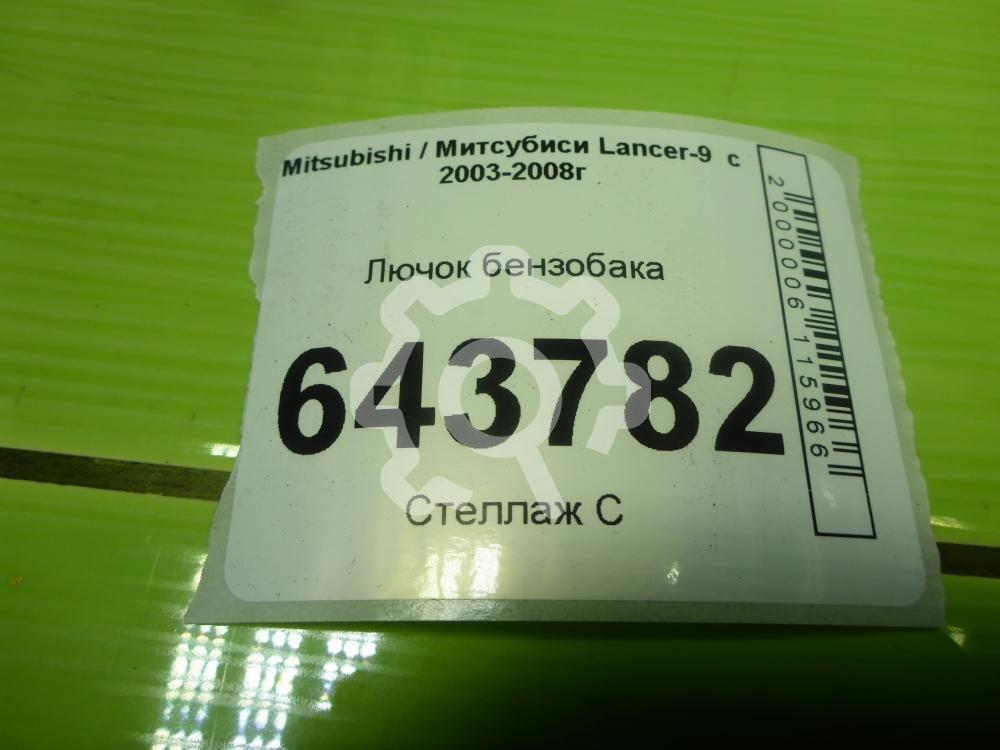 Mitsubishi / Митсубиси Lancer-9 с
2003-2008г
Лючок бензобака
643782
Стеллаж С
2000006115966